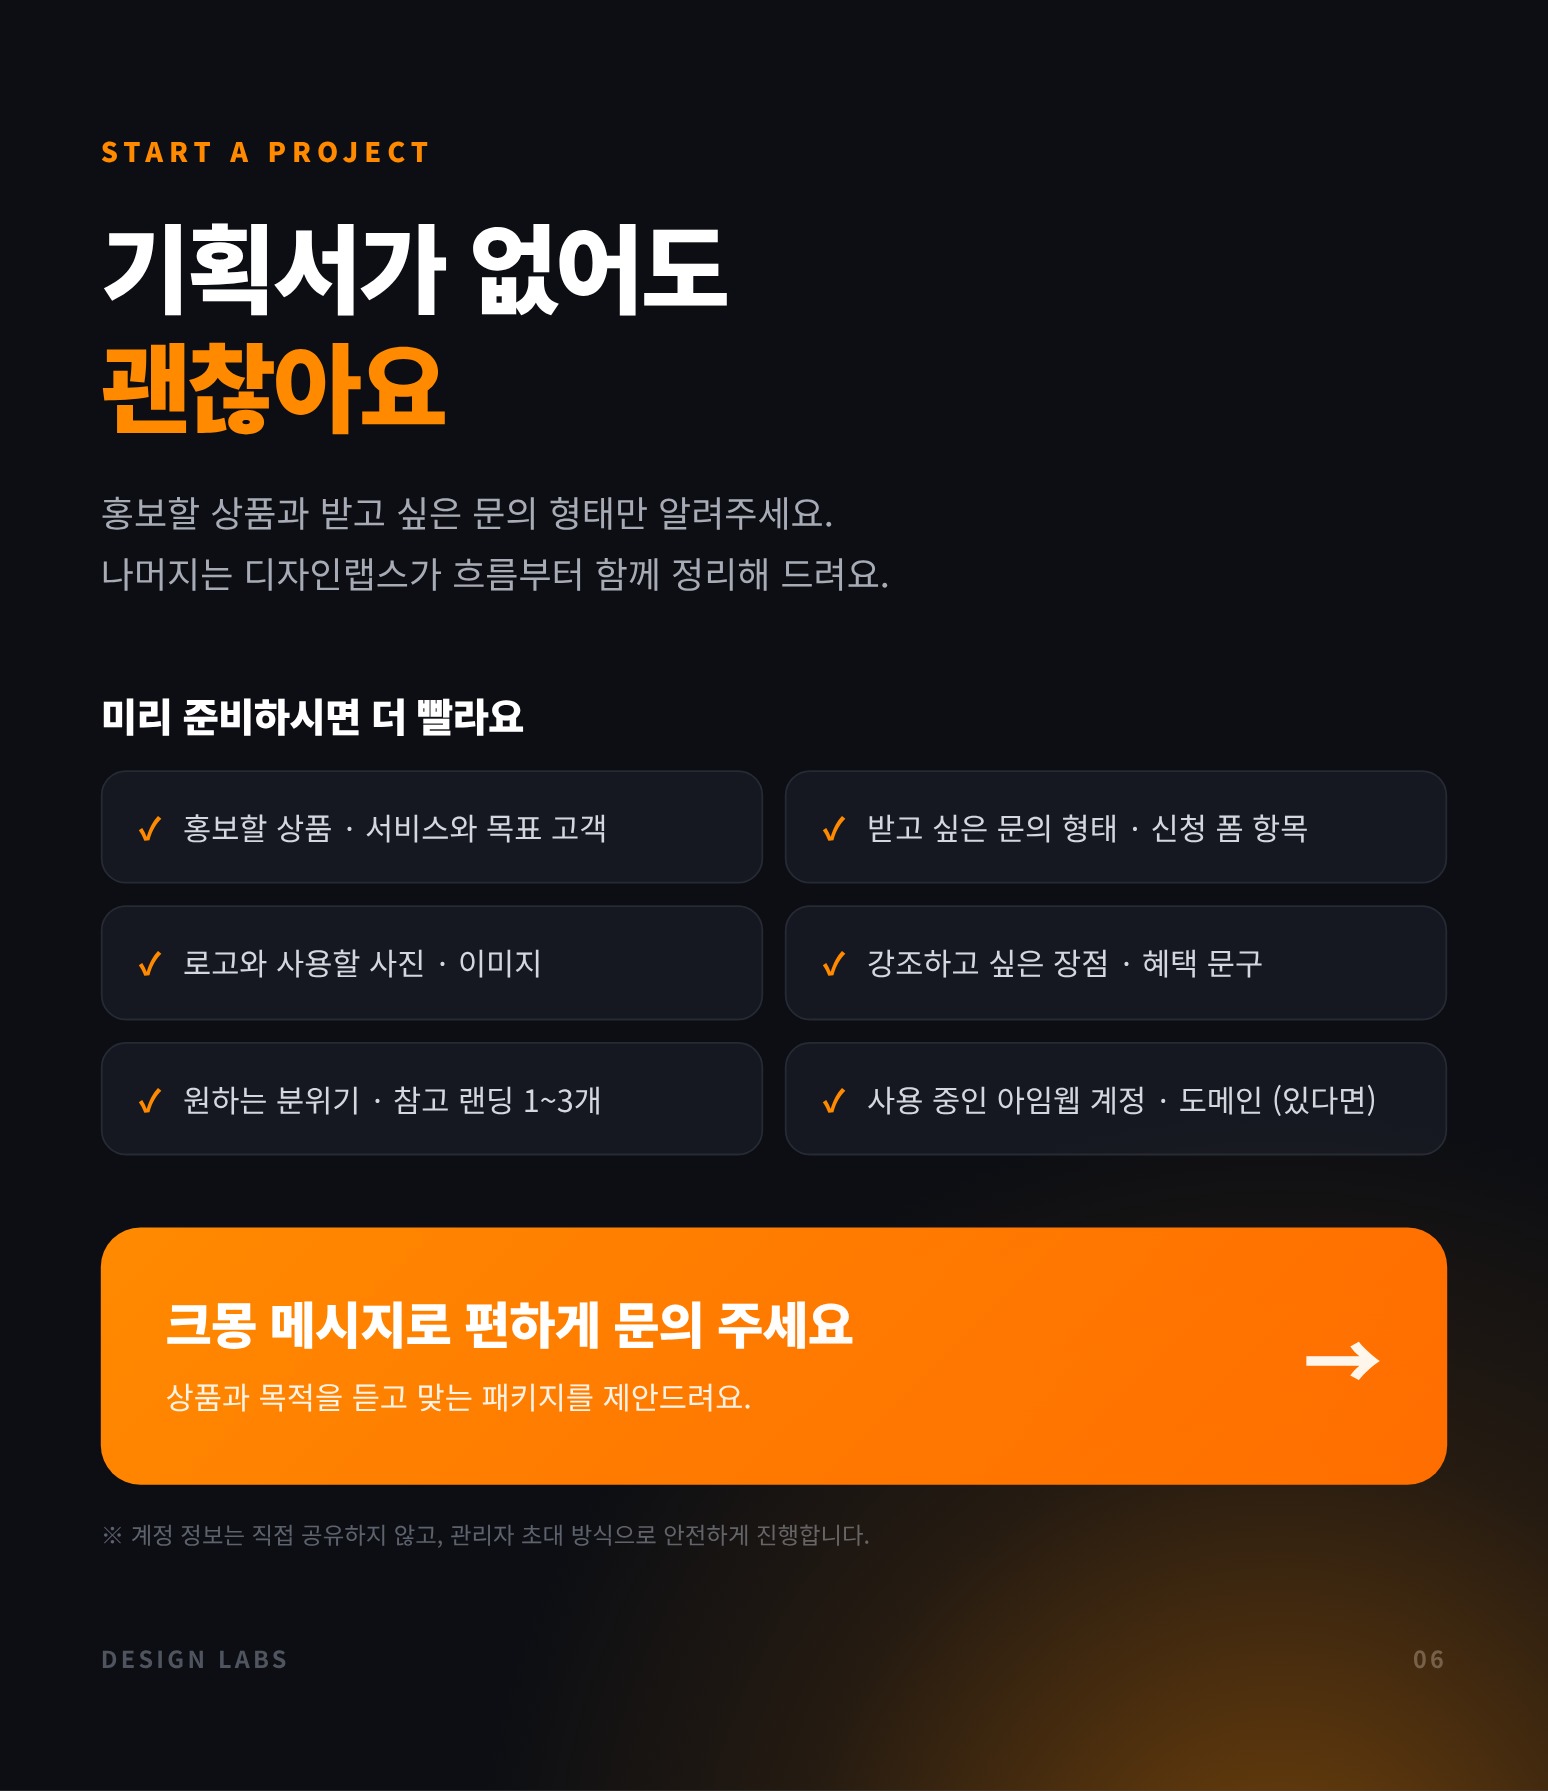 START A PROJECT
기획서가 없어도
괜찮아요
홍보할 상품과 받고 싶은 문의 형태만 알려주세요.
나머지는 디자인랩스가 흐름부터 함께 정리해 드려요.
미리 준비하시면 더 빨라요
✓ 홍보할 상품 · 서비스와 목표 고객
✓ 받고 싶은 문의 형태 · 신청 폼 항목
✓ 로고와 사용할 사진 · 이미지
✓ 강조하고 싶은 장점 · 혜택 문구
✓ 원하는 분위기 · 참고 랜딩 1~3개
✓ 사용 중인 아임웹 계정 · 도메인 (있다면)
크몽 메시지로 편하게 문의 주세요
상품과 목적을 듣고 맞는 패키지를 제안드려요.
→
※ 계정 정보는 직접 공유하지 않고, 관리자 초대 방식으로 안전하게 진행합니다.
DESIGN LABS
06